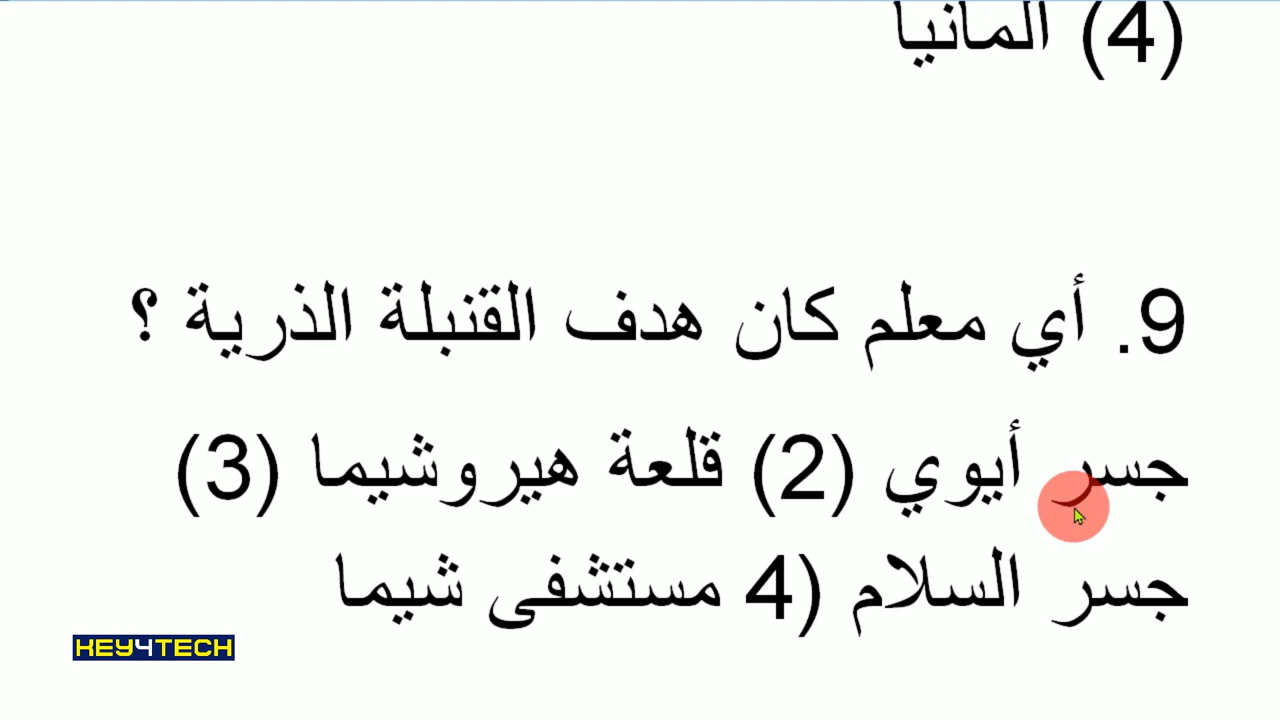 (4) المانيا
9. أي معلم كان هدف القنبلة الذرية ؟
جسر أيوي (2) قلعة هيروشيما (3)
جسر السلام (4 مستشفى شيما
KEY4TECH